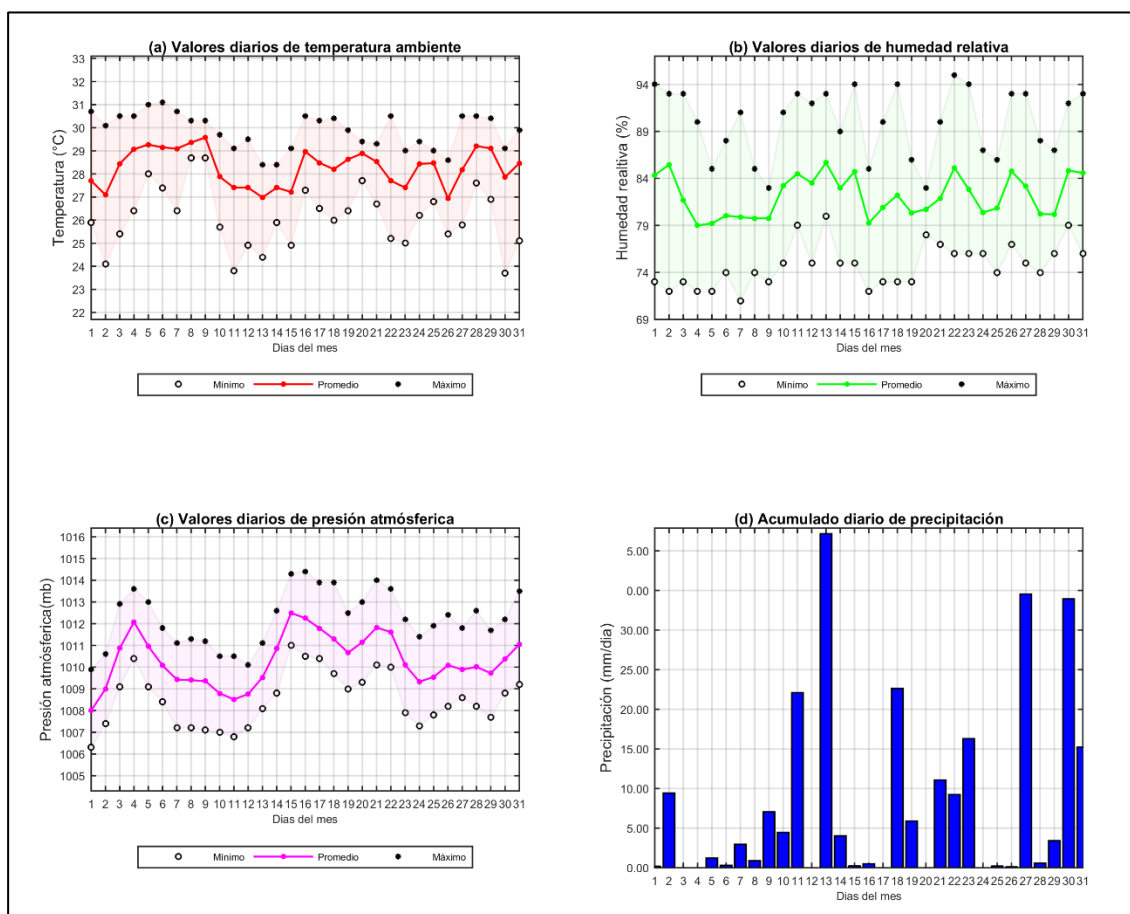 (a) Valores diarios de temperatura ambiente
33
32
31
30
29
28
27
26
25
24
23
22
Temperatura (°C)
1 2 3 4 5 6 7 8 9 10 11 12 13 14 15 16 17 18 19 20 21 22 23 24 25 26 27 28 29 30 31
Dias del mes
Mínimo Promedio Máximo
(b) Valores diarios de humedad relativa
94
89
84
79
74
69
Humedad realitiva (%)
1 2 3 4 5 6 7 8 9 10 11 12 13 14 15 16 17 18 19 20 21 22 23 24 25 26 27 28 29 30 31
Dias del mes
Mínimo Promedio Máximo
(c) Valores diarios de presión atmósferica
1016
1015
1014
1013
1012
1011
1010
1009
1008
1007
1006
1005
Presión atmósferica(mb)
1 2 3 4 5 6 7 8 9 10 11 12 13 14 15 16 17 18 19 20 21 22 23 24 25 26 27 28 29 30 31
Dias del mes
Mínimo Promedio Máximo
(d) Acumulado diario de precipitación
5.00
0.00
30.00
25.00
20.00
15.00
10.00
5.00
0.00
Precipitación (mm/dia)
1 2 3 4 5 6 7 8 9 10 11 12 13 14 15 16 17 18 19 20 21 22 23 24 25 26 27 28 29 30 31
Dias del mes